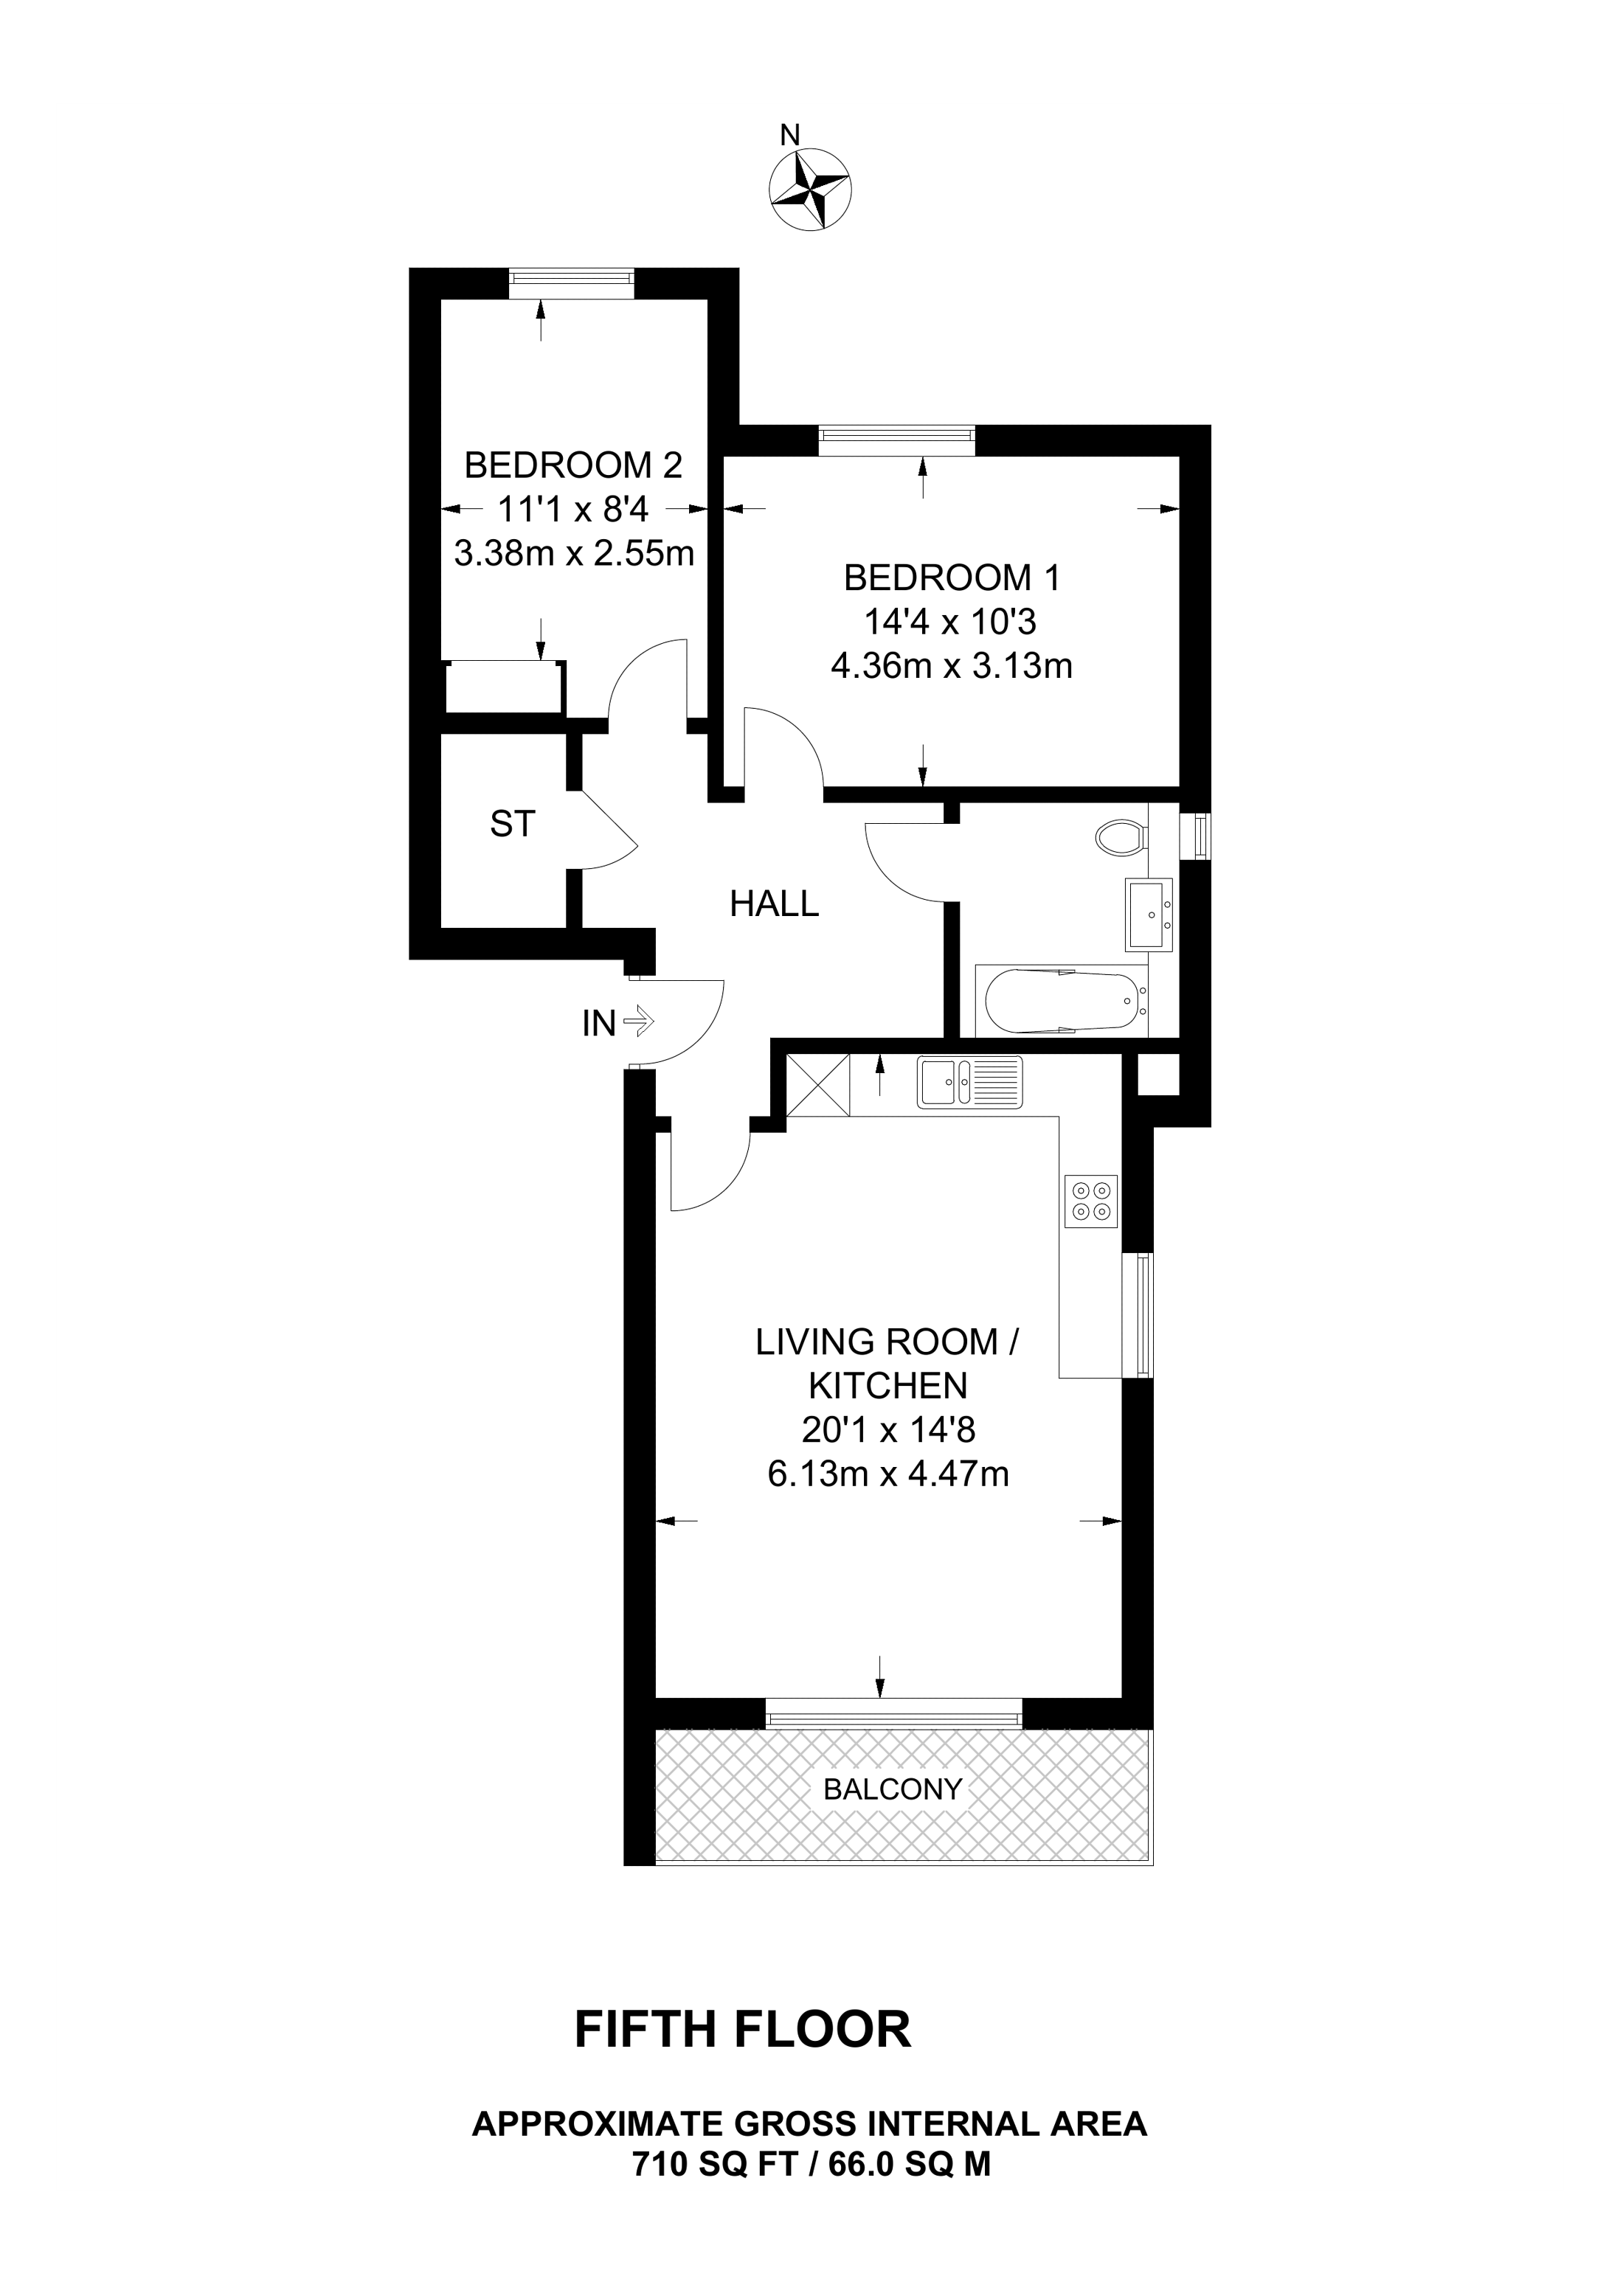 N
BEDROOM 2
11'1 x 8'4
3.38m x 2.55m
BEDROOM 1
14'4 x 10'3
4.36m x 3.13m
ST
HALL
IN
LIVING ROOM /
KITCHEN
20'1 x 14'8
6.13m x 4.47m
BALCONY
FIFTH FLOOR
APPROXIMATE GROSS INTERNAL AREA
710 SQ FT / 66.0 SQ M